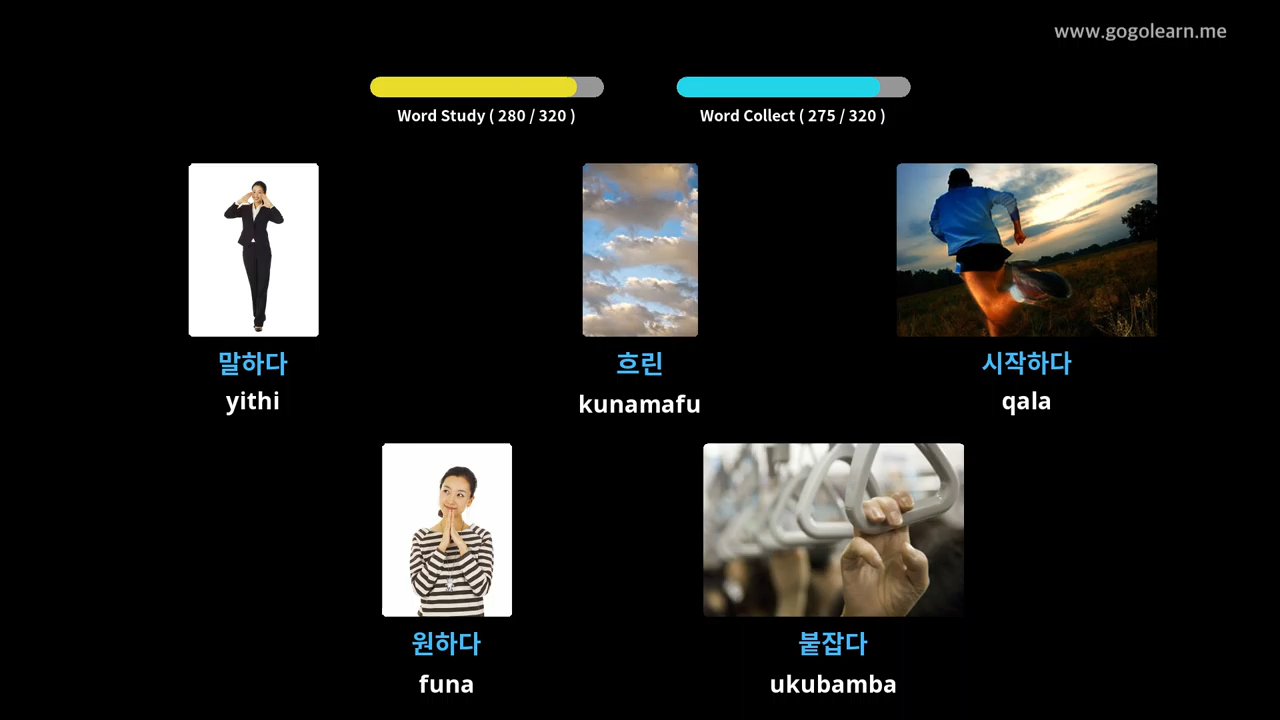 www.gogolearn.me
Word Study ( 280 / 320 )
Word Collect ( 275 / 320 )
말하다
yithi
흐린
kunamafu
시작하다
qala
원하다
funa
붙잡다
ukubamba